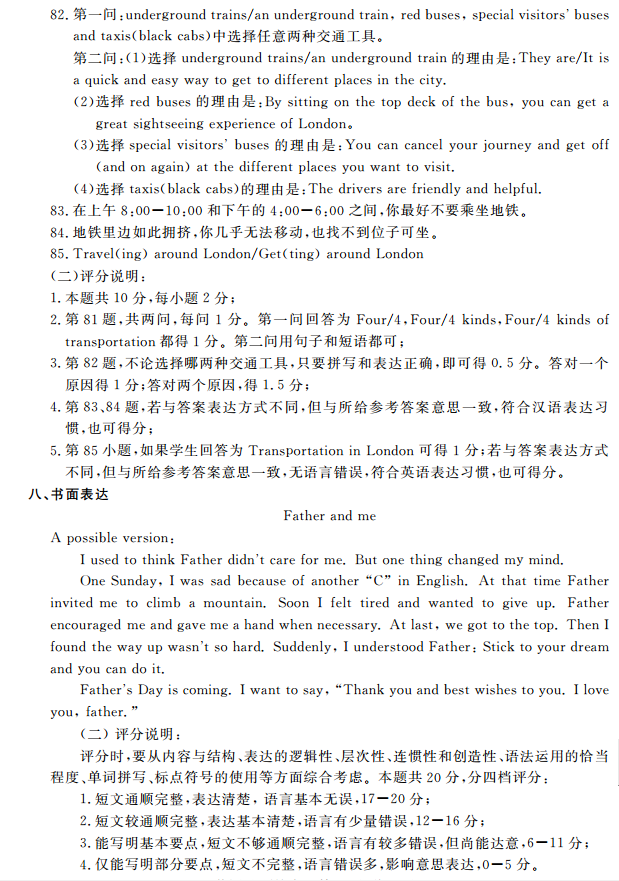 82. 第一问:underground trains/an underground train, red buses, special visitors' buses
and taxis(black cabs)中选择任意两种交通工具。
第二问:(1)选择 underground trains/an underground train 的理由是:They are/It is
a quick and easy way to get to different places in the city.
(2)选择 red buses 的理由是:By sitting on the top deck of the bus, you can get a
great sightseeing experience of London。
(3)选择 special visitors' buses 的理由是:You can cancel your journey and get off
(and on again) at the different places you want to visit.
(4)选择 taxis(black cabs)的理由是:The drivers are friendly and helpful.
83. 在上午 8:00—10:00 和下午的 4:00—6:00 之间,你最好不要乘坐地铁。
84. 地铁里边如此拥挤,你几乎无法移动,也找不到位子可坐。
85. Travel(ing) around London/Get(ting) around London
(二)评分说明:
1. 本题共 10 分,每小题 2 分;
2. 第 81 题,共两问,每问 1 分。第一问回答为 Four/4,Four/4 kinds,Four/4 kinds of
transportation 都得 1 分。第二问用句子和短语都可;
3. 第 82 题,不论选择哪两种交通工具,只要拼写和表达正确,即可得 0.5 分。答对一个
原因得 1 分;答对两个原因,得 1.5 分;
4. 第 83、84 题,若与答案表达方式不同,但与所给参考答案意思一致,符合汉语表达习
惯,也可得分;
5. 第 85 小题,如果学生回答为 Transportation in London 可得 1 分;若与答案表达方式
不同,但与所给参考答案意思一致,无语言错误,符合英语表达习惯,也可得分。
八、书面表达
Father and me
A possible version:
I used to think Father didn't care for me. But one thing changed my mind.
One Sunday, I was sad because of another “C” in English. At that time Father
invited me to climb a mountain. Soon I felt tired and wanted to give up. Father
encouraged me and gave me a hand when necessary. At last, we got to the top. Then I
found the way up wasn't so hard. Suddenly, I understood Father: Stick to your dream
and you can do it.
Father's Day is coming. I want to say, “Thank you and best wishes to you. I love
you, father.”
(二) 评分说明:
评分时,要从内容与结构、表达的逻辑性、层次性、连惯性和创造性、语法运用的恰当
程度、单词拼写、标点符号的使用等方面综合考虑。本题共 20 分,分四档评分:
1. 短文通顺完整,表达清楚, 语言基本无误,17—20 分;
2. 短文较通顺完整,表达基本清楚,语言有少量错误,12—16 分;
3. 能写明基本要点,短文不够通顺完整,语言有较多错误,但尚能达意,6—11 分;
4. 仅能写明部分要点,短文不完整,语言错误多,影响意思表达,0—5 分。